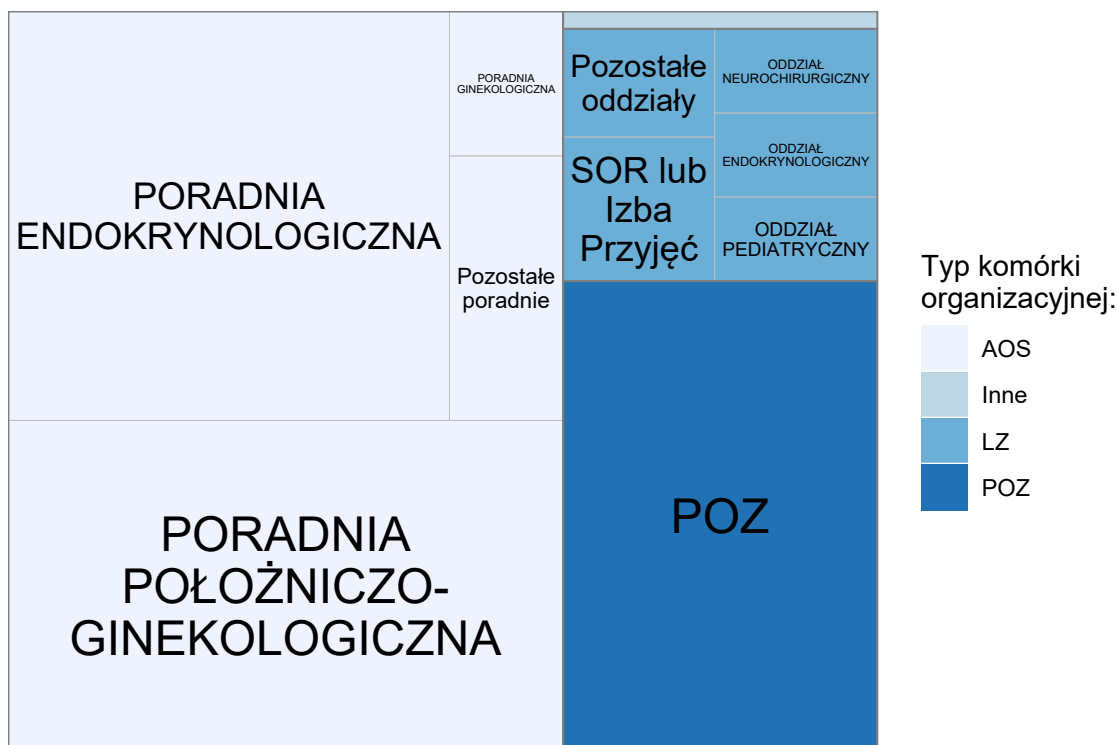 PORADNIA
ENDOKRYNOLOGICZNA
PORADNIA
GINEKOLOGICZNA
Pozostałe
poradnie
PORADNIA
POŁOŻNICZO-
GINEKOLOGICZNA
Pozostałe
oddziały
SOR lub
Izba
Przyjęć
ODDZIAŁ
NEUROCHIRURGICZNY
ODDZIAŁ
ENDOKRYNOLOGICZNY
ODDZIAŁ
PEDIATRYCZNY
POZ
Typ komórki
organizacyjnej:
AOS
Inne
LZ
POZ